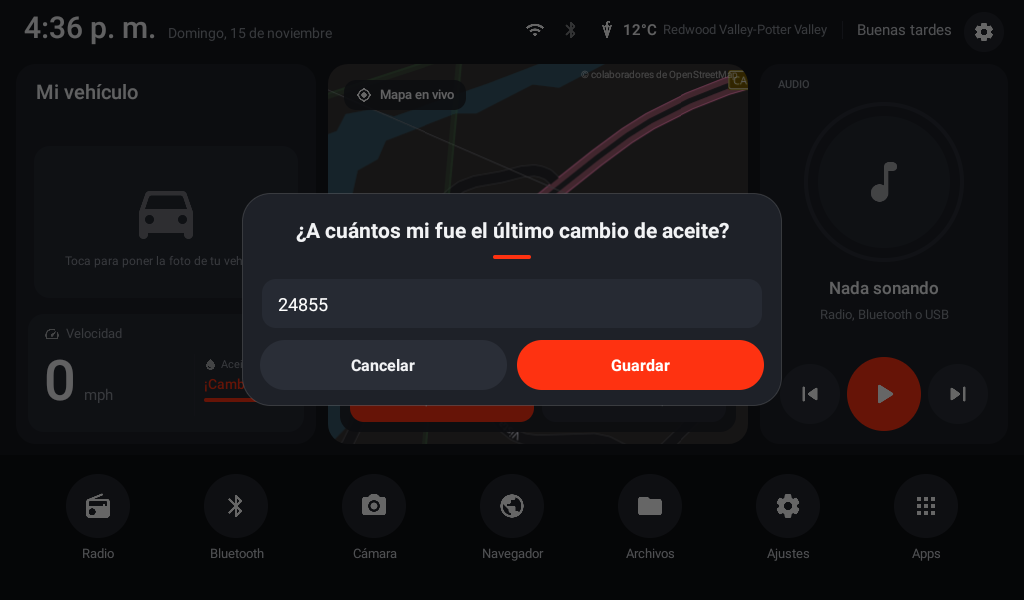 4:36 p. m.
Domingo, 15 de noviembre
12°C Redwood Valley-Potter Valley
Buenas tardes
Mi vehículo
Toca para poner la foto de tu veh
Velocidad
0 mph
Acei
¡Camb
Mapa en vivo
© colaboradores de OpenStreetMap
CA
¿A cuántos mi fue el último cambio de aceite?
24855
Cancelar
Guardar
AUDIO
Nada sonando
Radio, Bluetooth o USB
Radio
Bluetooth
Cámara
Navegador
Archivos
Ajustes
Apps